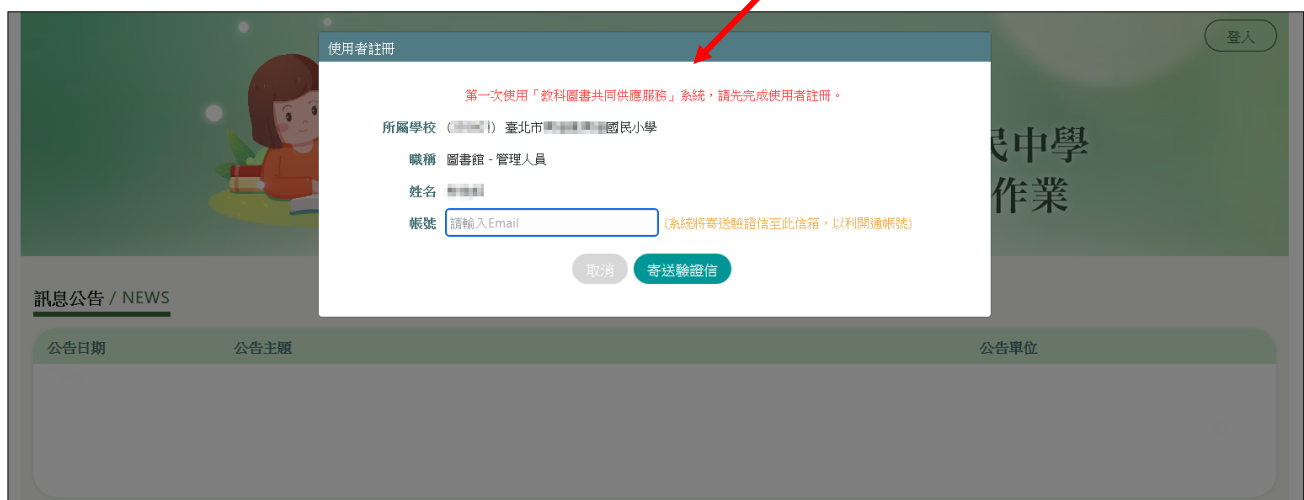 登入
使用者註冊
第一次使用「教科圖書共同供應服務」系統，請先完成使用者註冊。
所屬學校 ( ) 臺北市 國民小學
職稱 圖書館 - 管理人員
姓名
帳號 請輸入Email (系統將寄送驗證信至此信箱，以利開通帳號)
取消 寄送驗證信
民中學
作業
訊息公告 / NEWS
公告日期 公告主題 公告單位